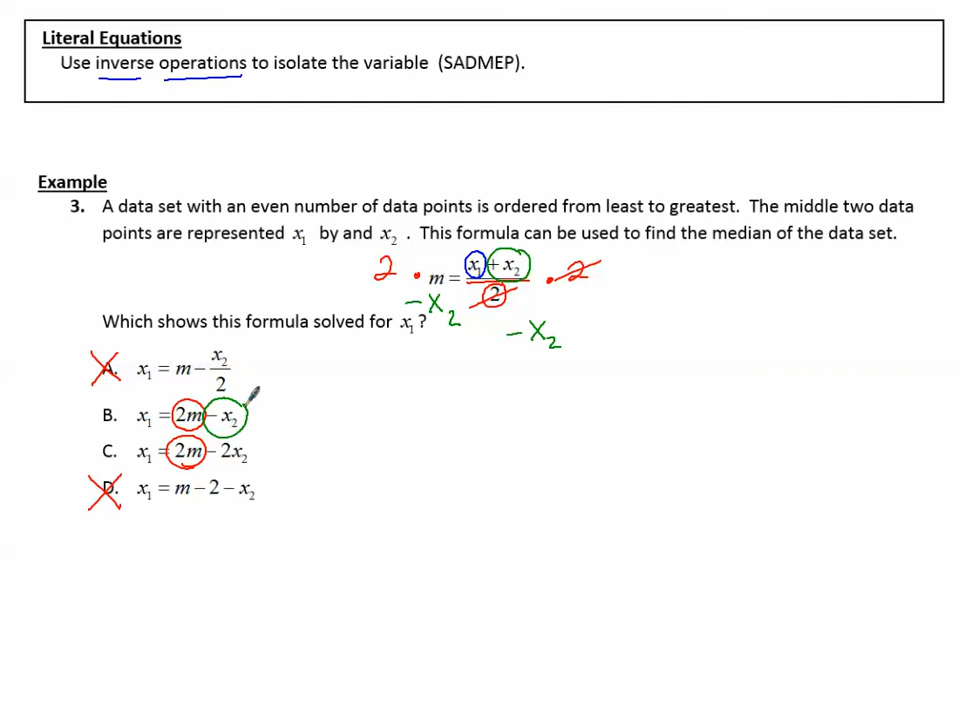 Literal Equations
Use inverse operations to isolate the variable (SADMEP).
Example
3. A data set with an even number of data points is ordered from least to greatest. The middle two data
points are represented x₁ by and x₂ . This formula can be used to find the median of the data set.
2 · m = (x₁ + x₂)/2 · 2
−x₂
−x₂
Which shows this formula solved for x₁?
A. x₁ = m − x₂/2
B. x₁ = 2m − x₂
C. x₁ = 2m − 2x₂
D. x₁ = m − 2 − x₂